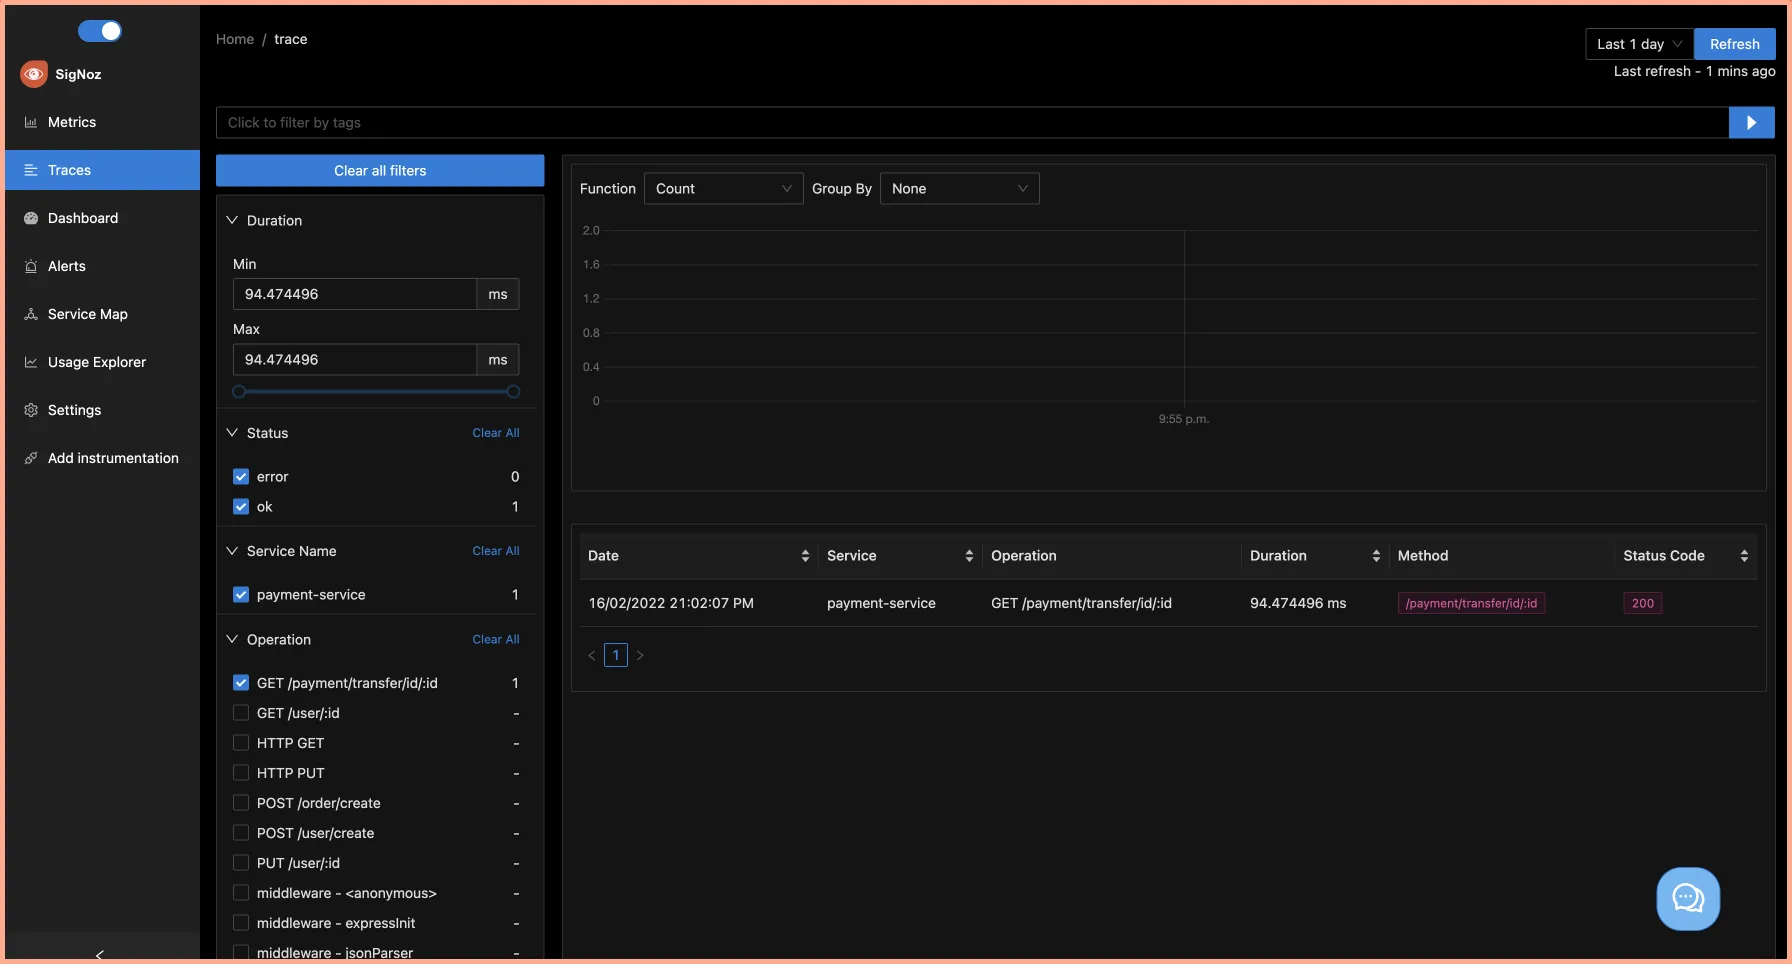 Home / trace
Last 1 day
Refresh
Last refresh - 1 mins ago
SigNoz
Metrics
Traces
Dashboard
Alerts
Service Map
Usage Explorer
Settings
Add instrumentation
Click to filter by tags
Clear all filters
Duration
Min
94.474496 ms
Max
94.474496 ms
Status Clear All
error 0
ok 1
Service Name Clear All
payment-service 1
Operation Clear All
GET /payment/transfer/id/:id 1
GET /user/:id -
HTTP GET -
HTTP PUT -
POST /order/create -
POST /user/create -
PUT /user/:id -
middleware - <anonymous> -
middleware - expressInit -
middleware - jsonParser -
Function Count Group By None
2.0
1.6
1.2
0.8
0.4
0
9:55 p.m.
Date Service Operation Duration Method Status Code
16/02/2022 21:02:07 PM payment-service GET /payment/transfer/id/:id 94.474496 ms /payment/transfer/id/:id 200
< 1 >